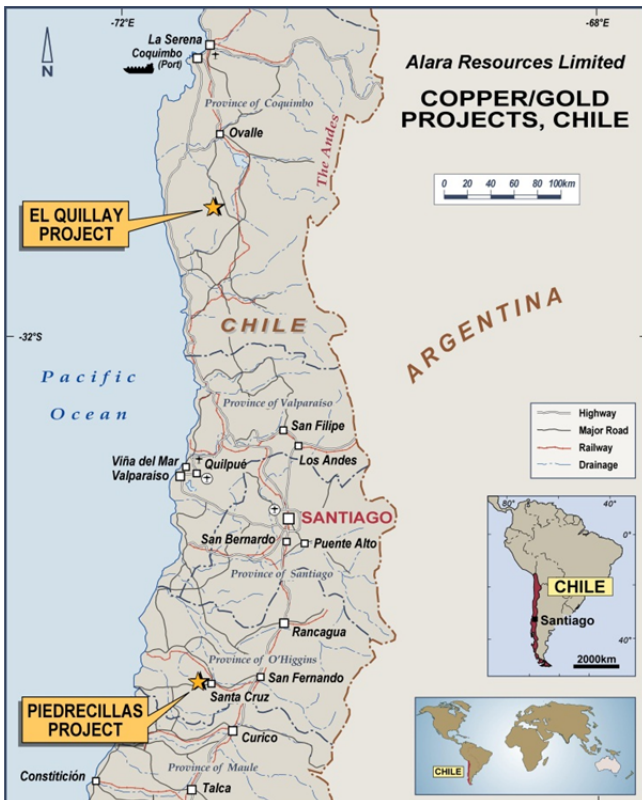 -72°E
-68°E
La Serena
Coquimbo
(Port)
N
Province of Coquimbo
The Andes
Ovalle
Alara Resources Limited
COPPER/GOLD
PROJECTS, CHILE
0 20 40 60 80 100km
EL QUILLAY
PROJECT
CHILE
ARGENTINA
-32°S
Pacific
Ocean
Province of Valparaiso
San Filipe
Los Andes
Viña del Mar
Quilpué
Valparaiso
SANTIAGO
San Bernardo
Puente Alto
Province of Santiago
Rancagua
Province of O'Higgins
San Fernando
Santa Cruz
PIEDRECILLAS
PROJECT
Curico
Province of Maule
Constitición
Talca
Highway
Major Road
Railway
Drainage
80°
40°
0°
CHILE
Santiago
40°
2000km
CHILE